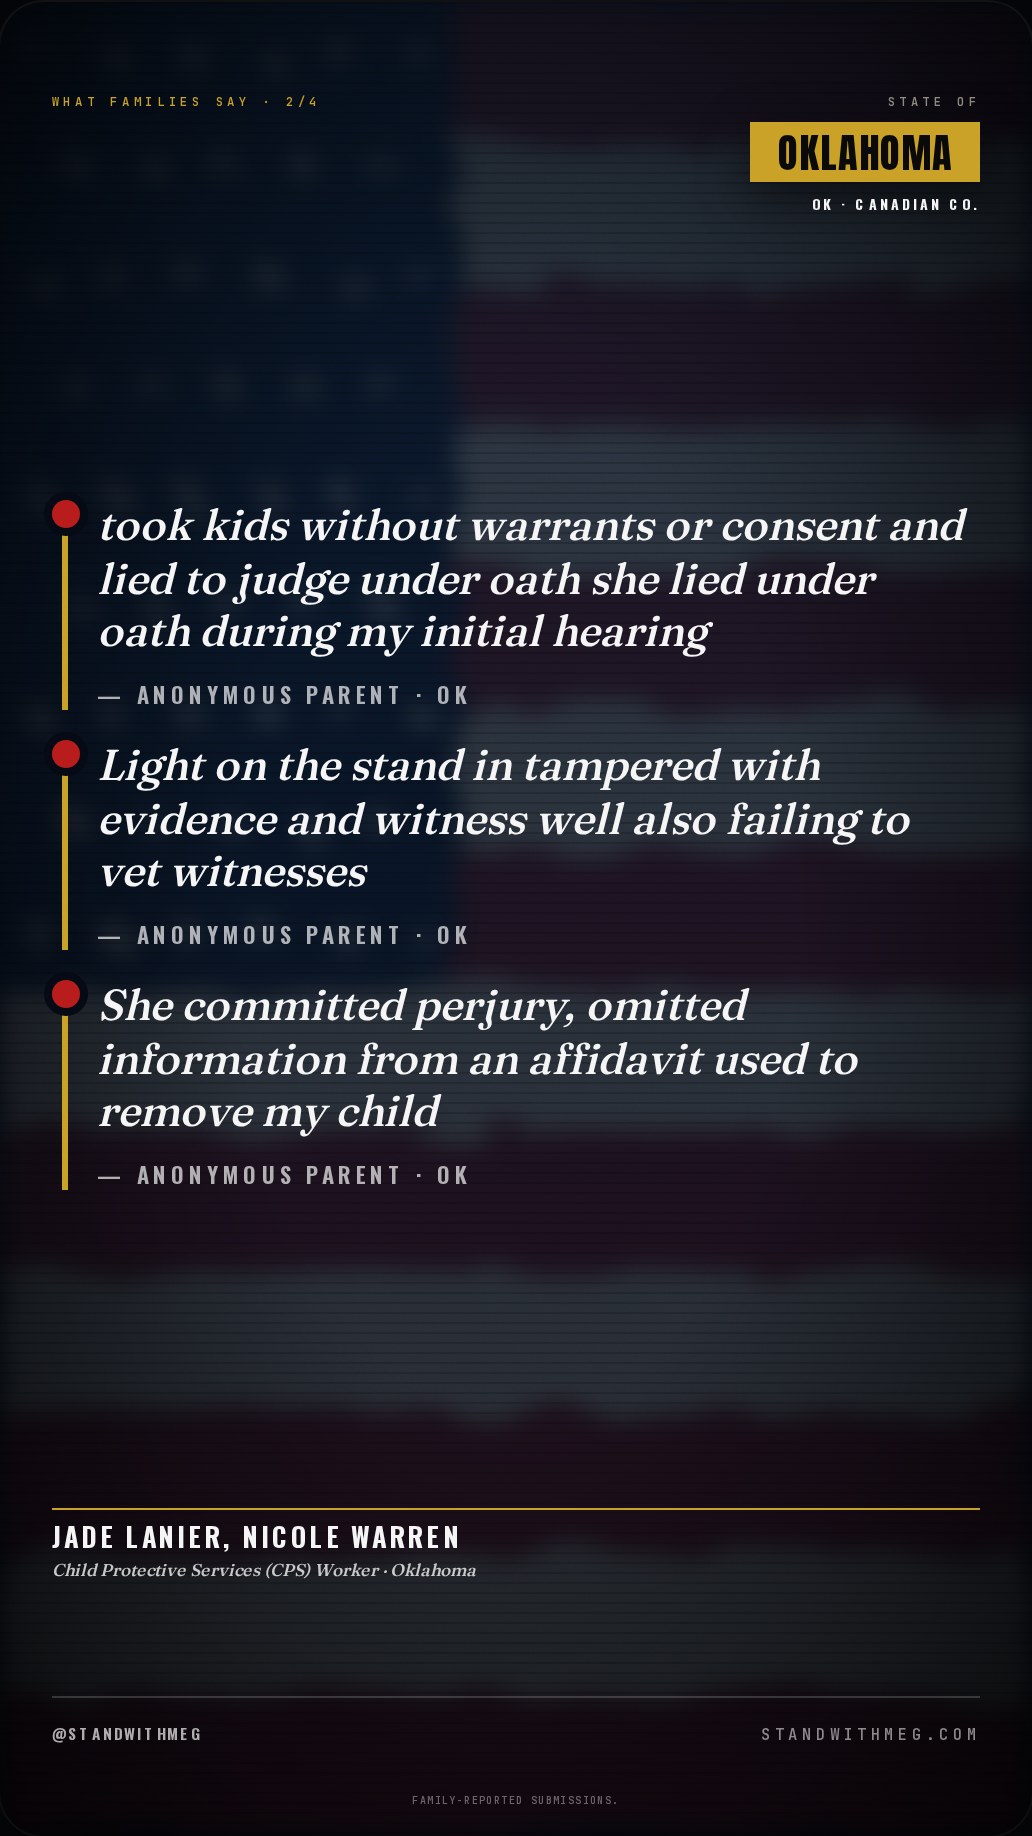 WHAT FAMILIES SAY · 2/4
STATE OF
OKLAHOMA
OK · CANADIAN CO.
took kids without warrants or consent and
lied to judge under oath she lied under
oath during my initial hearing
— ANONYMOUS PARENT · OK
Light on the stand in tampered with
evidence and witness well also failing to
vet witnesses
— ANONYMOUS PARENT · OK
She committed perjury, omitted
information from an affidavit used to
remove my child
— ANONYMOUS PARENT · OK
JADE LANIER, NICOLE WARREN
Child Protective Services (CPS) Worker · Oklahoma
@STANDWITHMEG
STANDWITHMEG.COM
FAMILY-REPORTED SUBMISSIONS.